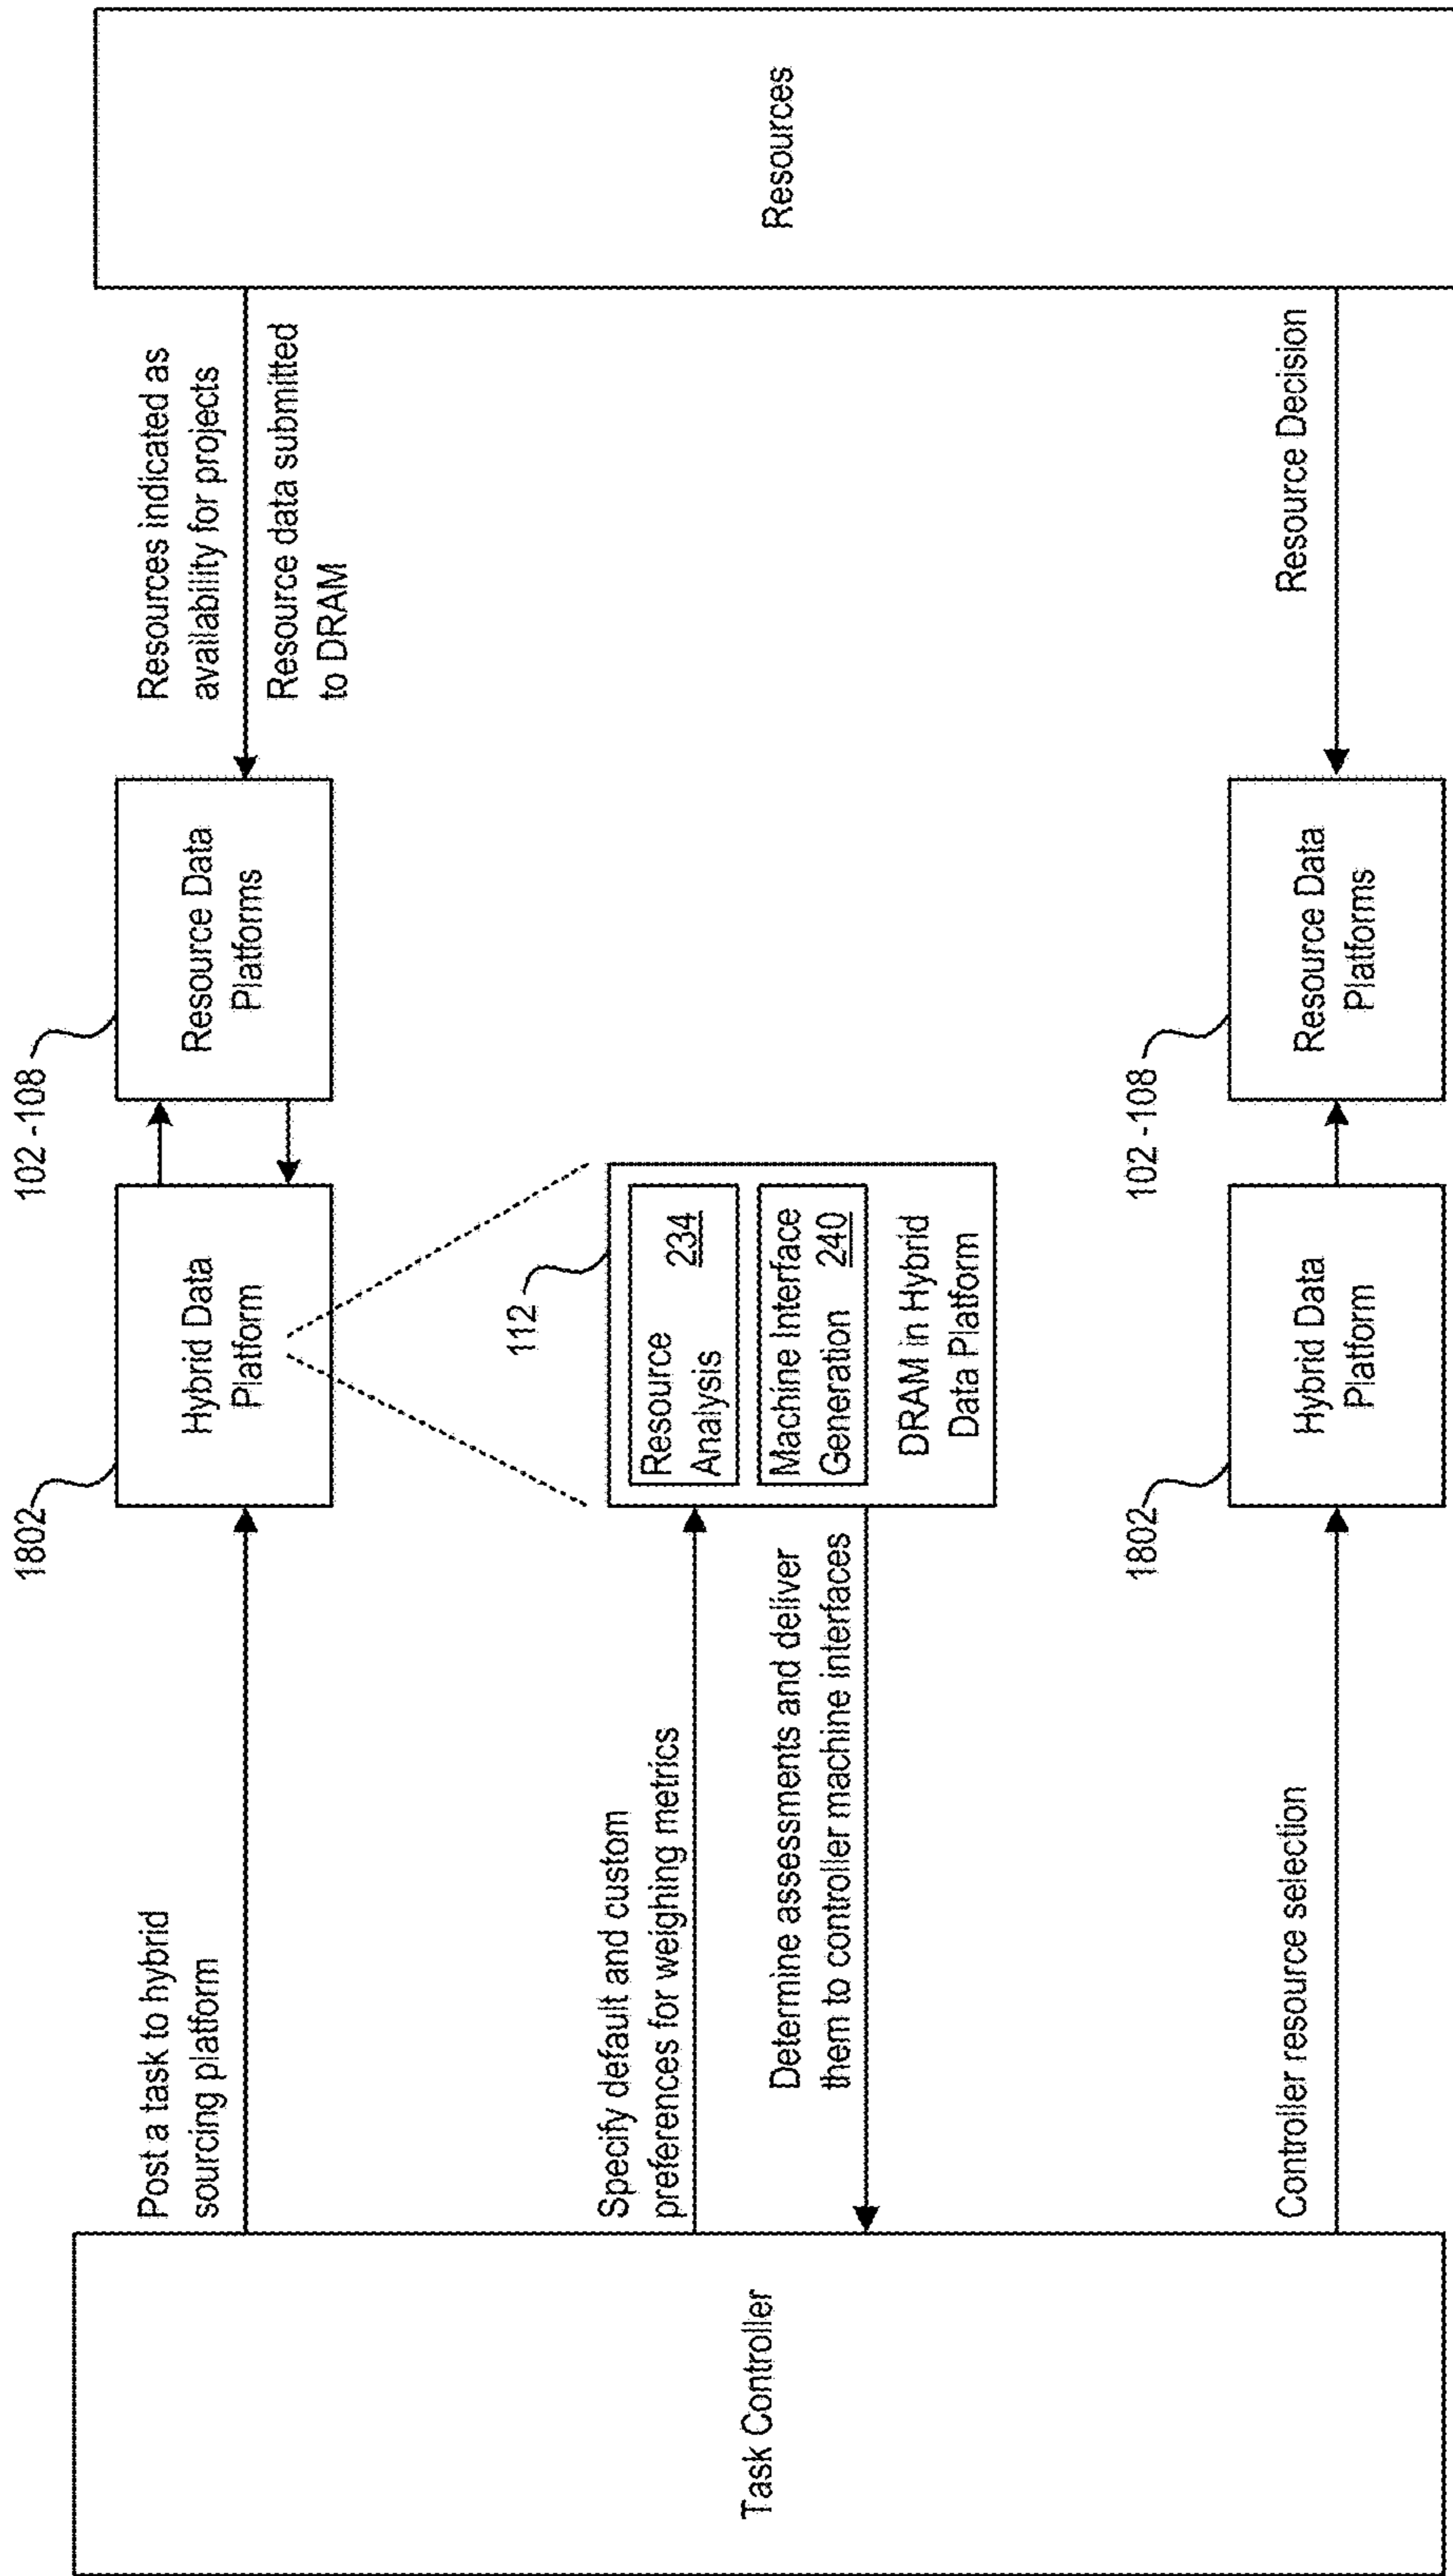 Task Controller
Post a task to hybrid
sourcing platform
1802
Hybrid Data
Platform
102 -108
Resource Data
Platforms
Resources indicated as
availability for projects
Resource data submitted
to DRAM
Resources
Specify default and custom
preferences for weighing metrics
112
Resource
Analysis 234
Machine Interface
Generation 240
DRAM in Hybrid
Data Platform
Determine assessments and deliver
them to controller machine interfaces
Controller resource selection
1802
Hybrid Data
Platform
102 -108
Resource Data
Platforms
Resource Decision